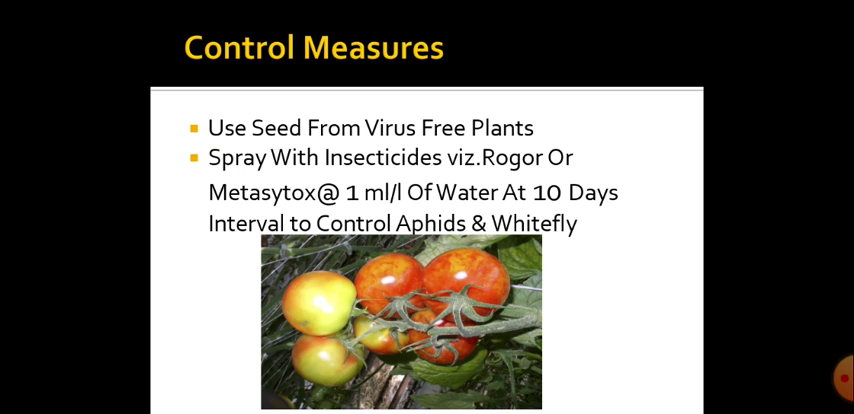 Control Measures
Use Seed From Virus Free Plants
Spray With Insecticides viz.Rogor Or
Metasytox@ 1 ml/l Of Water At 10 Days
Interval to Control Aphids & Whitefly